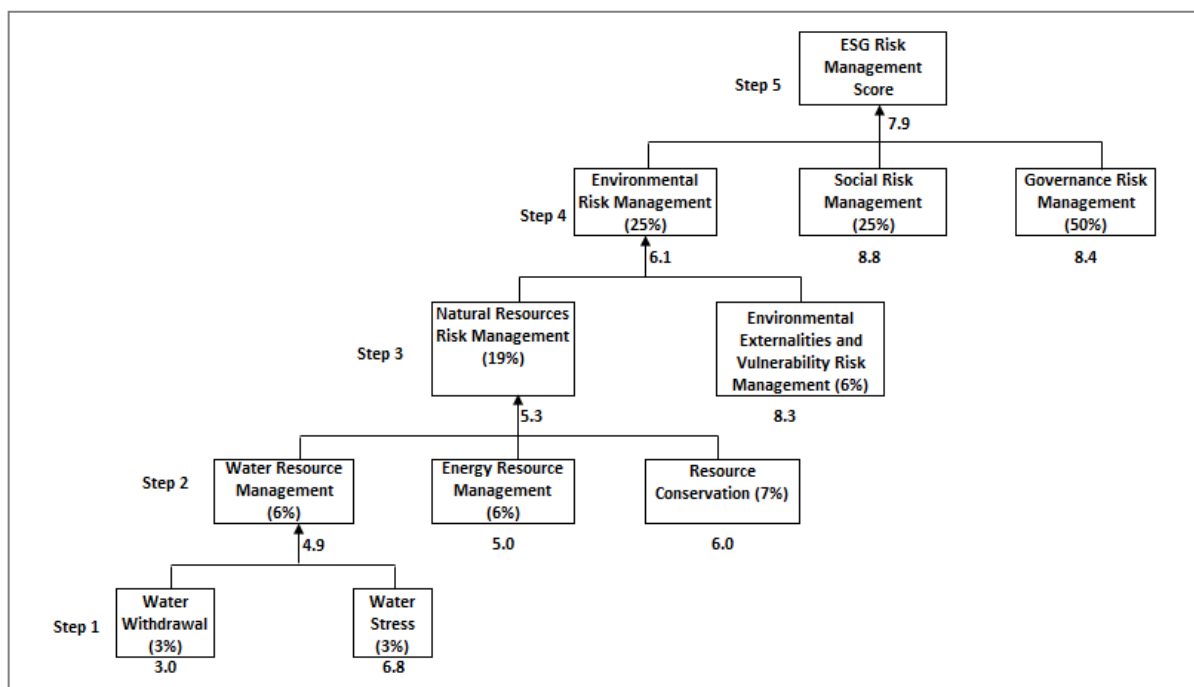 ESG Risk
Management
Score
Step 5
7.9
Environmental
Risk Management
(25%)
Social Risk
Management
(25%)
Governance Risk
Management
(50%)
Step 4
6.1
8.8
8.4
Natural Resources
Risk Management
(19%)
Environmental
Externalities and
Vulnerability Risk
Management (6%)
Step 3
5.3
8.3
Water Resource
Management
(6%)
Energy Resource
Management
(6%)
Resource
Conservation (7%)
Step 2
4.9
5.0
6.0
Water
Withdrawal
(3%)
Water
Stress
(3%)
Step 1
3.0
6.8